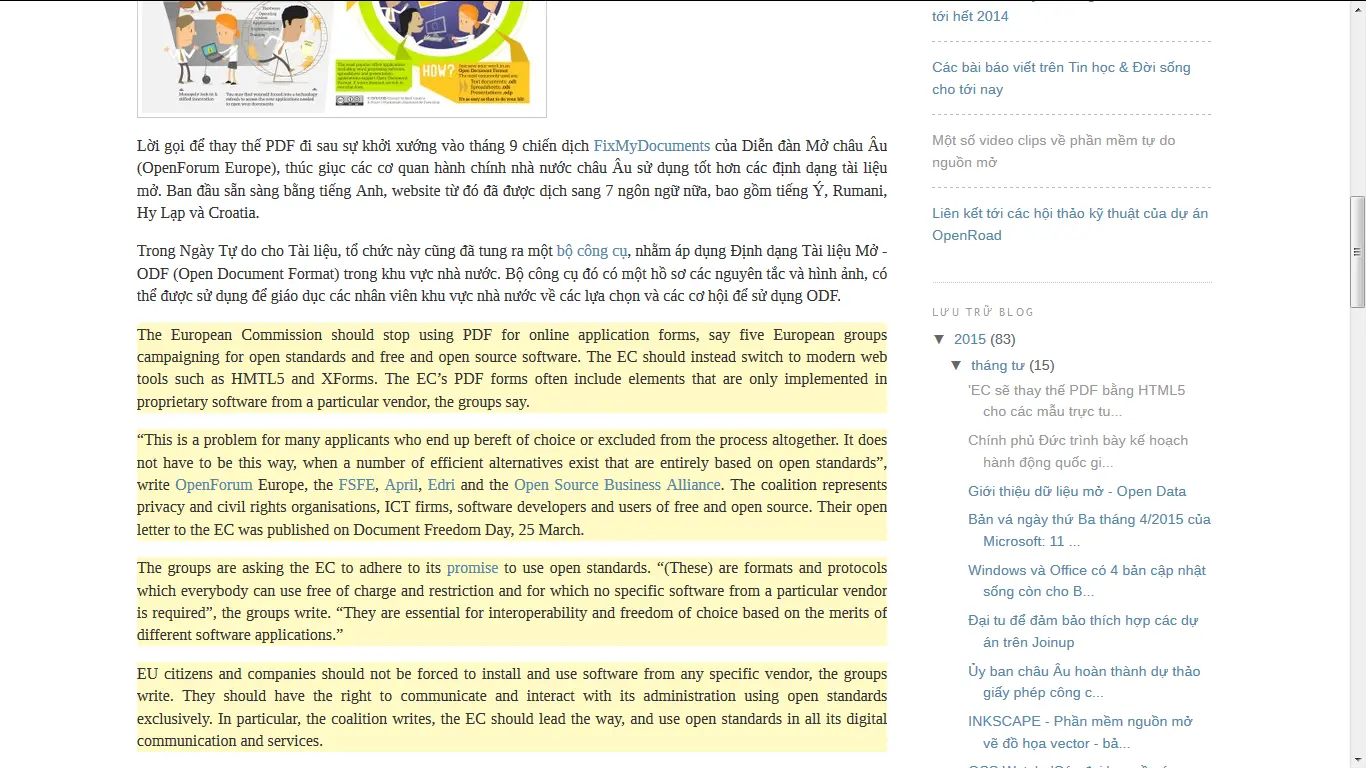 HOW?
Open Document Format
Lời gọi để thay thế PDF đi sau sự khởi xướng vào tháng 9 chiến dịch FixMyDocuments của Diễn đàn Mở châu Âu
(OpenForum Europe), thúc giục các cơ quan hành chính nhà nước châu Âu sử dụng tốt hơn các định dạng tài liệu
mở. Ban đầu sẵn sàng bằng tiếng Anh, website từ đó đã được dịch sang 7 ngôn ngữ nữa, bao gồm tiếng Ý, Rumani,
Hy Lạp và Croatia.
Trong Ngày Tự do cho Tài liệu, tổ chức này cũng đã tung ra một bộ công cụ, nhằm áp dụng Định dạng Tài liệu Mở -
ODF (Open Document Format) trong khu vực nhà nước. Bộ công cụ đó có một hồ sơ các nguyên tắc và hình ảnh, có
thể được sử dụng để giáo dục các nhân viên khu vực nhà nước về các lựa chọn và các cơ hội để sử dụng ODF.
The European Commission should stop using PDF for online application forms, say five European groups
campaigning for open standards and free and open source software. The EC should instead switch to modern web
tools such as HMTL5 and XForms. The EC’s PDF forms often include elements that are only implemented in
proprietary software from a particular vendor, the groups say.
“This is a problem for many applicants who end up bereft of choice or excluded from the process altogether. It does
not have to be this way, when a number of efficient alternatives exist that are entirely based on open standards”,
write OpenForum Europe, the FSFE, April, Edri and the Open Source Business Alliance. The coalition represents
privacy and civil rights organisations, ICT firms, software developers and users of free and open source. Their open
letter to the EC was published on Document Freedom Day, 25 March.
The groups are asking the EC to adhere to its promise to use open standards. “(These) are formats and protocols
which everybody can use free of charge and restriction and for which no specific software from a particular vendor
is required”, the groups write. “They are essential for interoperability and freedom of choice based on the merits of
different software applications.”
EU citizens and companies should not be forced to install and use software from any specific vendor, the groups
write. They should have the right to communicate and interact with its administration using open standards
exclusively. In particular, the coalition writes, the EC should lead the way, and use open standards in all its digital
communication and services.
tới hết 2014
Các bài báo viết trên Tin học & Đời sống
cho tới nay
Một số video clips về phần mềm tự do
nguồn mở
Liên kết tới các hội thảo kỹ thuật của dự án
OpenRoad
LƯU TRỮ BLOG
▼ 2015 (83)
▼ tháng tư (15)
'EC sẽ thay thế PDF bằng HTML5
cho các mẫu trực tu...
Chính phủ Đức trình bày kế hoạch
hành động quốc gi...
Giới thiệu dữ liệu mở - Open Data
Bản vá ngày thứ Ba tháng 4/2015 của
Microsoft: 11 ...
Windows và Office có 4 bản cập nhật
sống còn cho B...
Đại tu để đảm bảo thích hợp các dự
án trên Joinup
Ủy ban châu Âu hoàn thành dự thảo
giấy phép công c...
INKSCAPE - Phần mềm nguồn mở
vẽ đồ họa vector - bả...